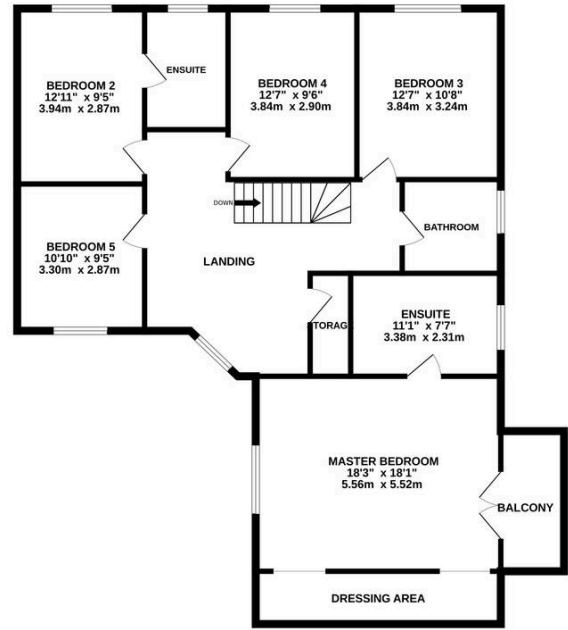 BEDROOM 2
12'11" x 9'5"
3.94m x 2.87m
ENSUITE
BEDROOM 4
12'7" x 9'6"
3.84m x 2.90m
BEDROOM 3
12'7" x 10'8"
3.84m x 3.24m
DOWN
BATHROOM
BEDROOM 5
10'10" x 9'5"
3.30m x 2.87m
LANDING
TORAG
ENSUITE
11'1" x 7'7"
3.38m x 2.31m
MASTER BEDROOM
18'3" x 18'1"
5.56m x 5.52m
BALCONY
DRESSING AREA